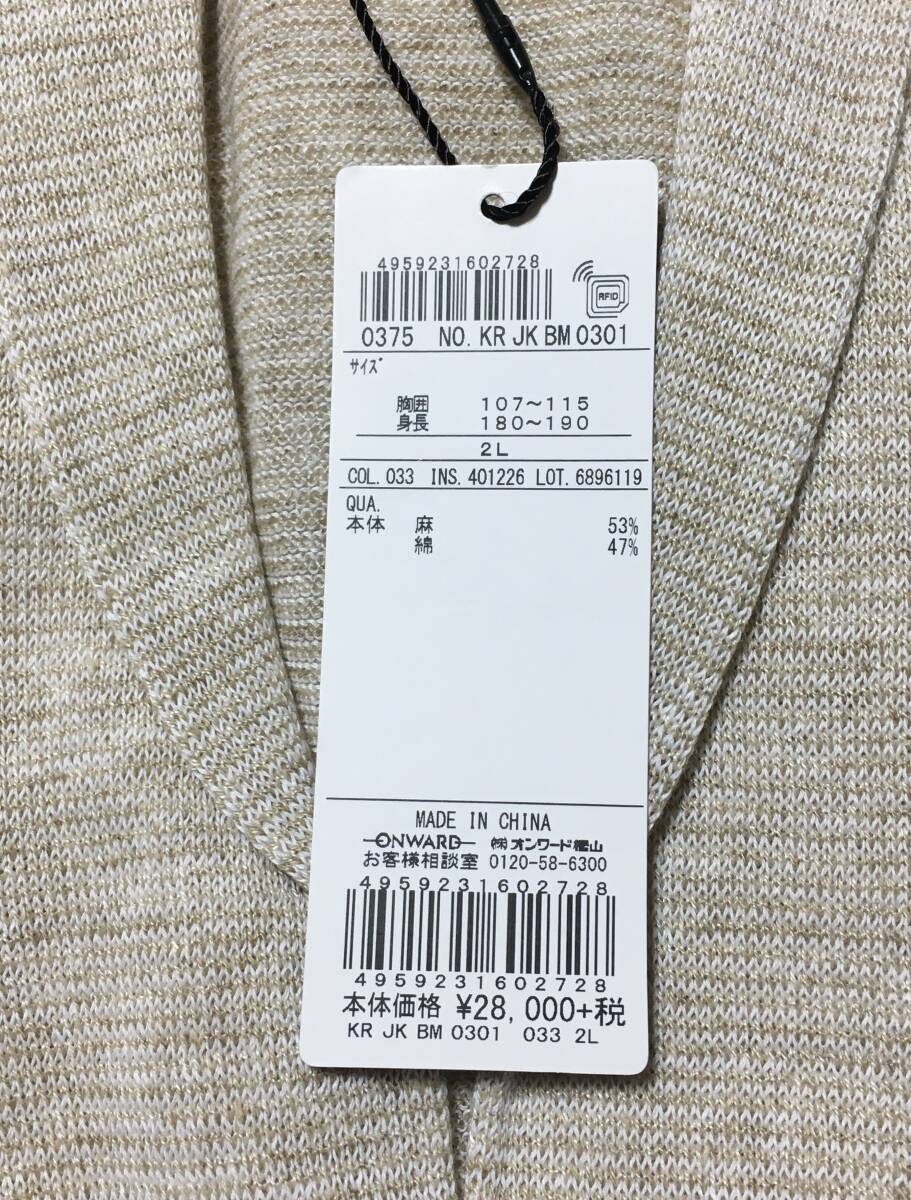 4959231602728
RFID
0375 NO. KR JK BM 0301
サイズ
胸囲 107～115
身長 180～190
2L
COL. 033 INS. 401226 LOT. 6896119
QUA.
本体 麻 53%
綿 47%
MADE IN CHINA
ONWARD ㈱オンワード樫山
お客様相談室 0120-58-6300
4959231602728
4959231602728
本体価格 ¥28,000+税
KR JK BM 0301 033 2L